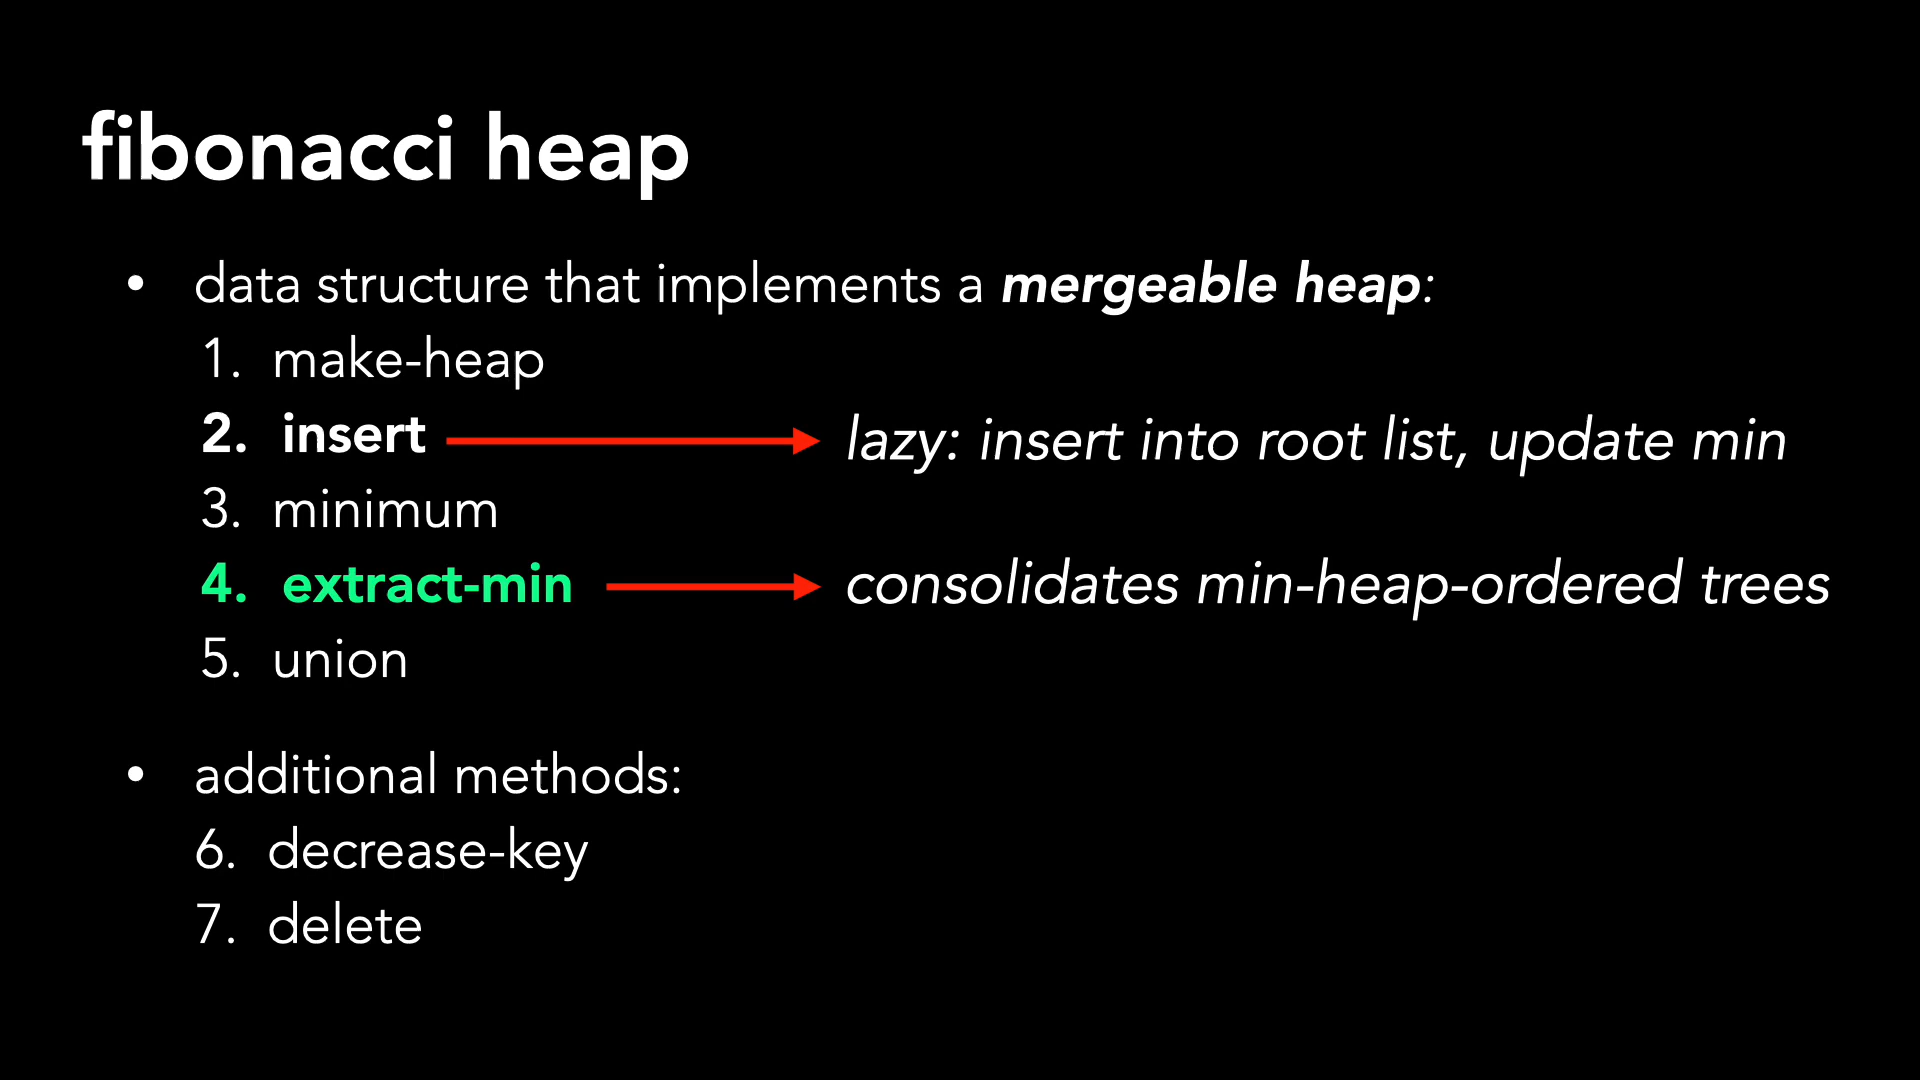 fibonacci heap
• data structure that implements a mergeable heap:
1. make-heap
2. insert
lazy: insert into root list, update min
3. minimum
4. extract-min
consolidates min-heap-ordered trees
5. union
• additional methods:
6. decrease-key
7. delete